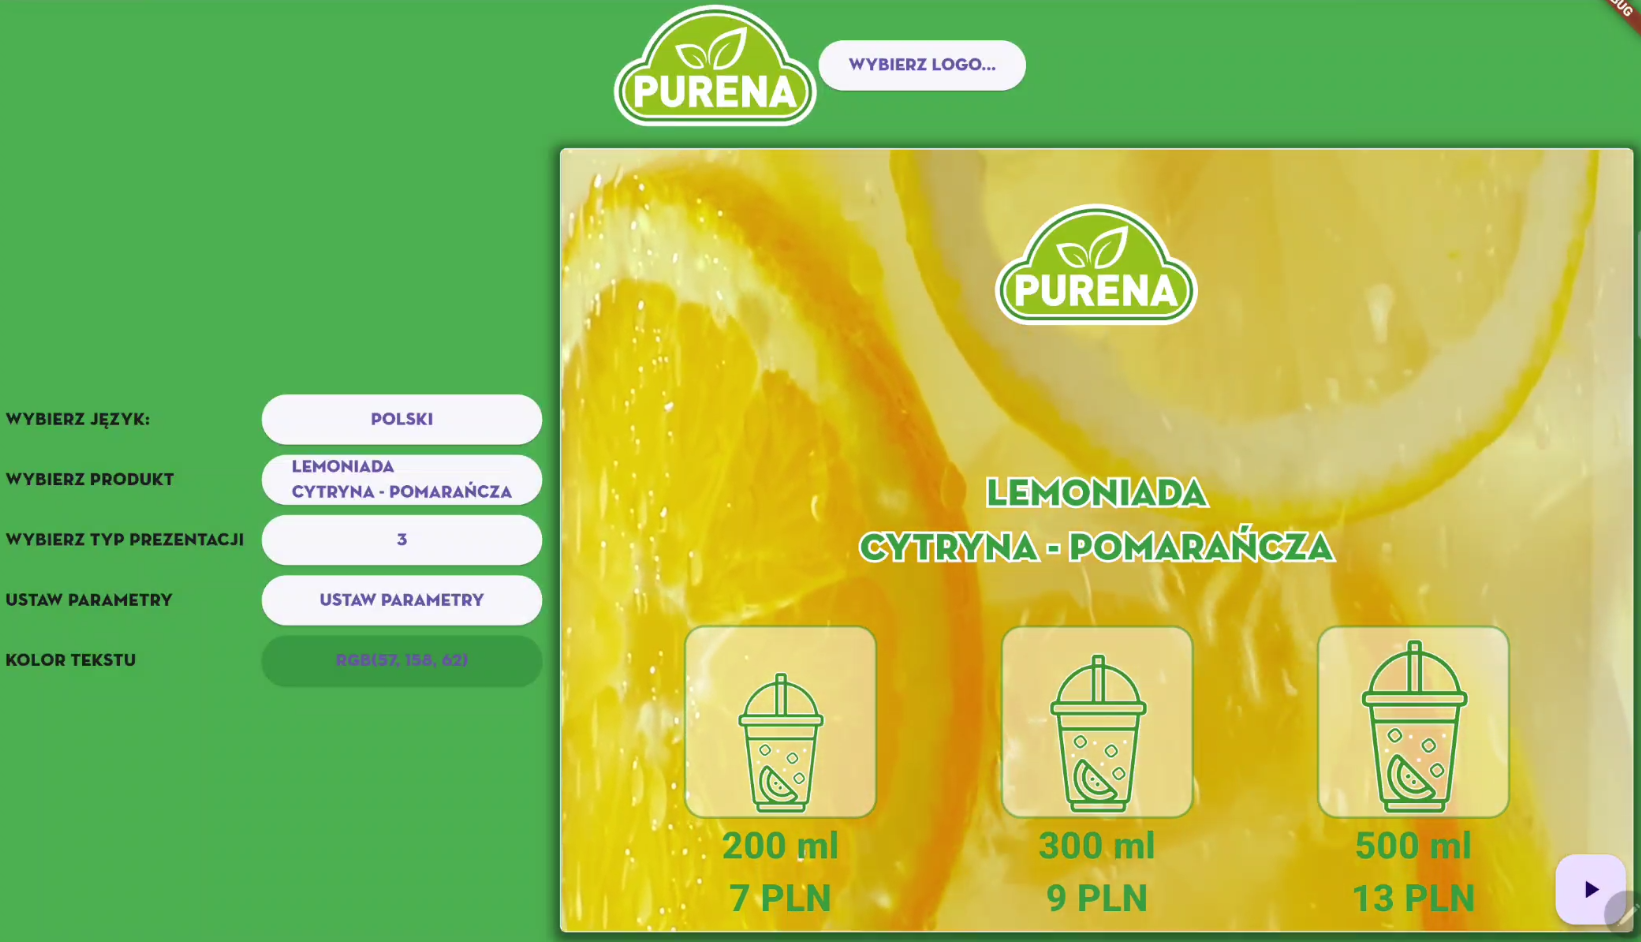 PURENA
WYBIERZ LOGO...
WYBIERZ JĘZYK:
POLSKI
WYBIERZ PRODUKT
LEMONIADA
CYTRYNA - POMARAŃCZA
WYBIERZ TYP PREZENTACJI
3
USTAW PARAMETRY
USTAW PARAMETRY
KOLOR TEKSTU
RGB(57, 158, 62)
PURENA
LEMONIADA
CYTRYNA - POMARAŃCZA
200 ml
300 ml
500 ml
7 PLN
9 PLN
13 PLN